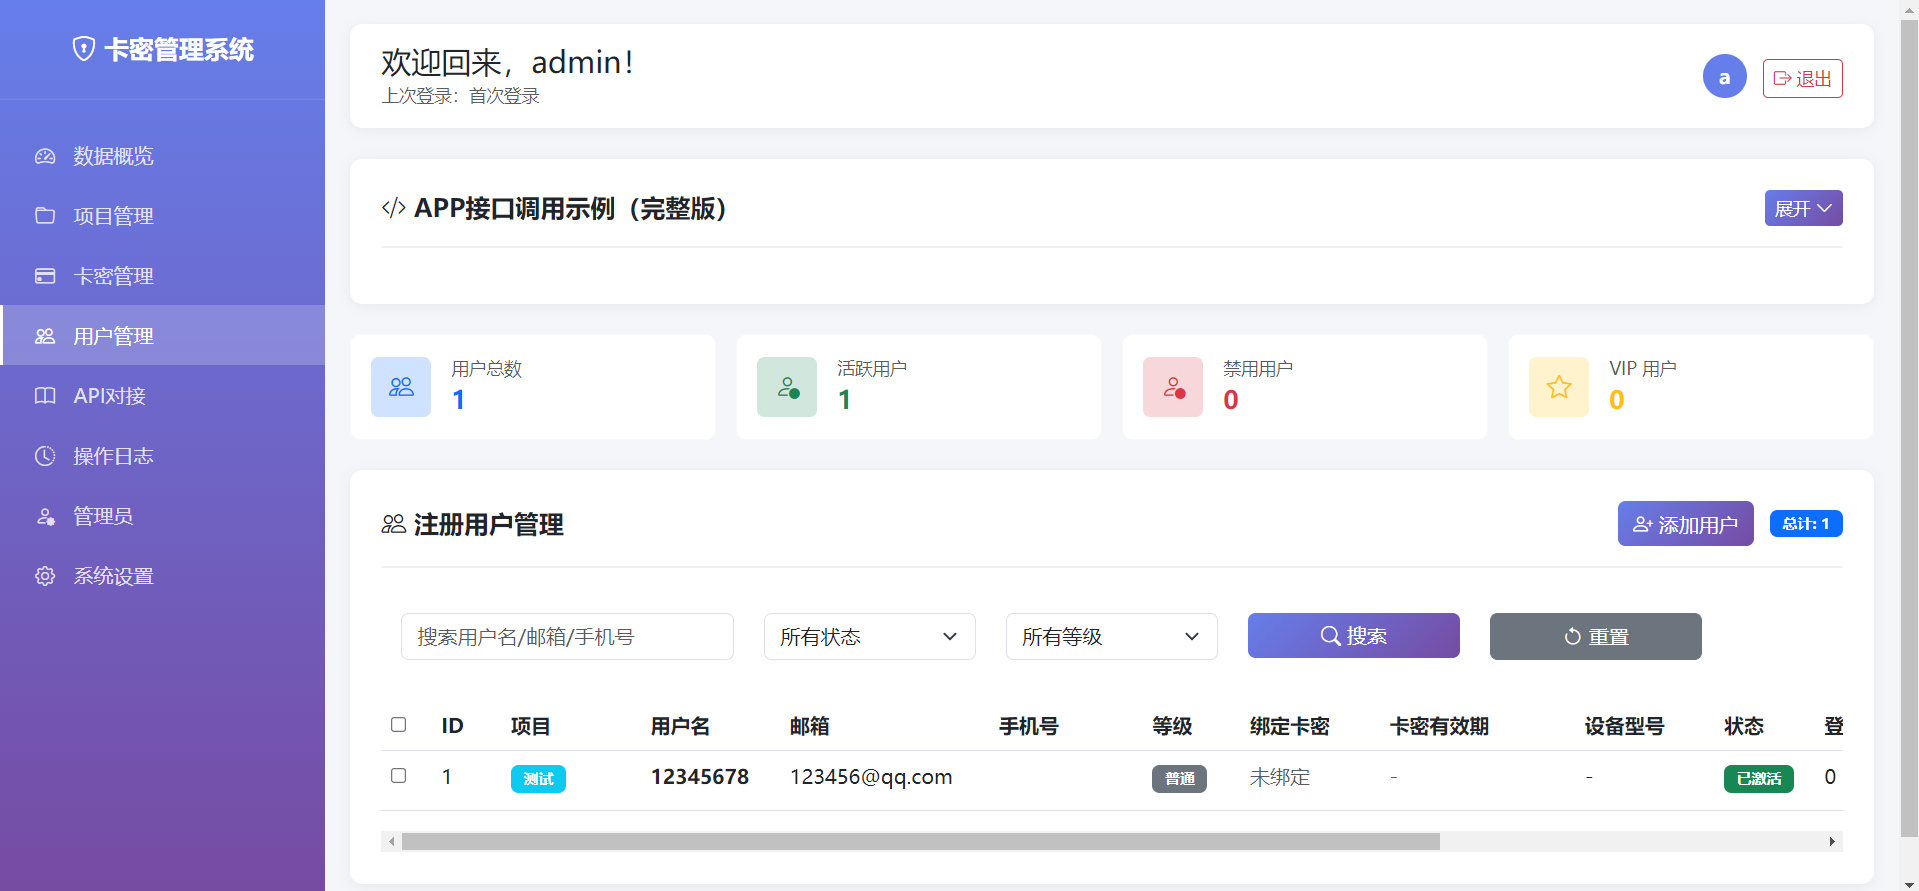 卡密管理系统
数据概览
项目管理
卡密管理
用户管理
API对接
操作日志
管理员
系统设置
欢迎回来，admin！
上次登录：首次登录
a
退出
</> APP接口调用示例（完整版）
展开
用户总数
1
活跃用户
1
禁用用户
0
VIP 用户
0
注册用户管理
添加用户
总计: 1
搜索用户名/邮箱/手机号
所有状态
所有等级
搜索
重置
ID 项目 用户名 邮箱 手机号 等级 绑定卡密 卡密有效期 设备型号 状态 登
1 测试 12345678 123456@qq.com 普通 未绑定 - - 已激活 0